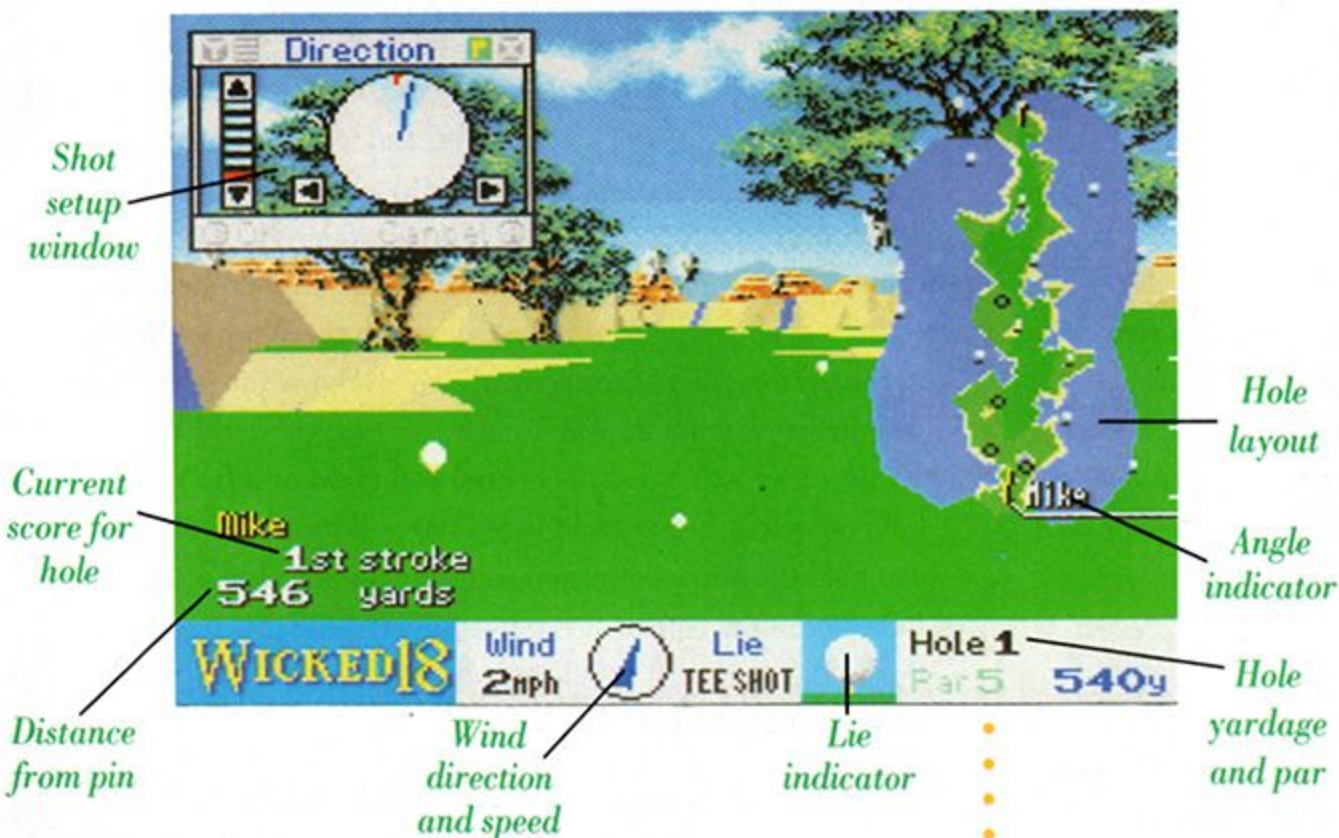 Direction
Shot
setup
window
Current
score for
hole
Mike
1st stroke
546 yards
Distance
from pin
Mike
Hole
layout
Angle
indicator
WICKED18
Wind
2mph
Lie
TEE SHOT
Hole 1
Par 5 540y
Wind
direction
and speed
Lie
indicator
Hole
yardage
and par